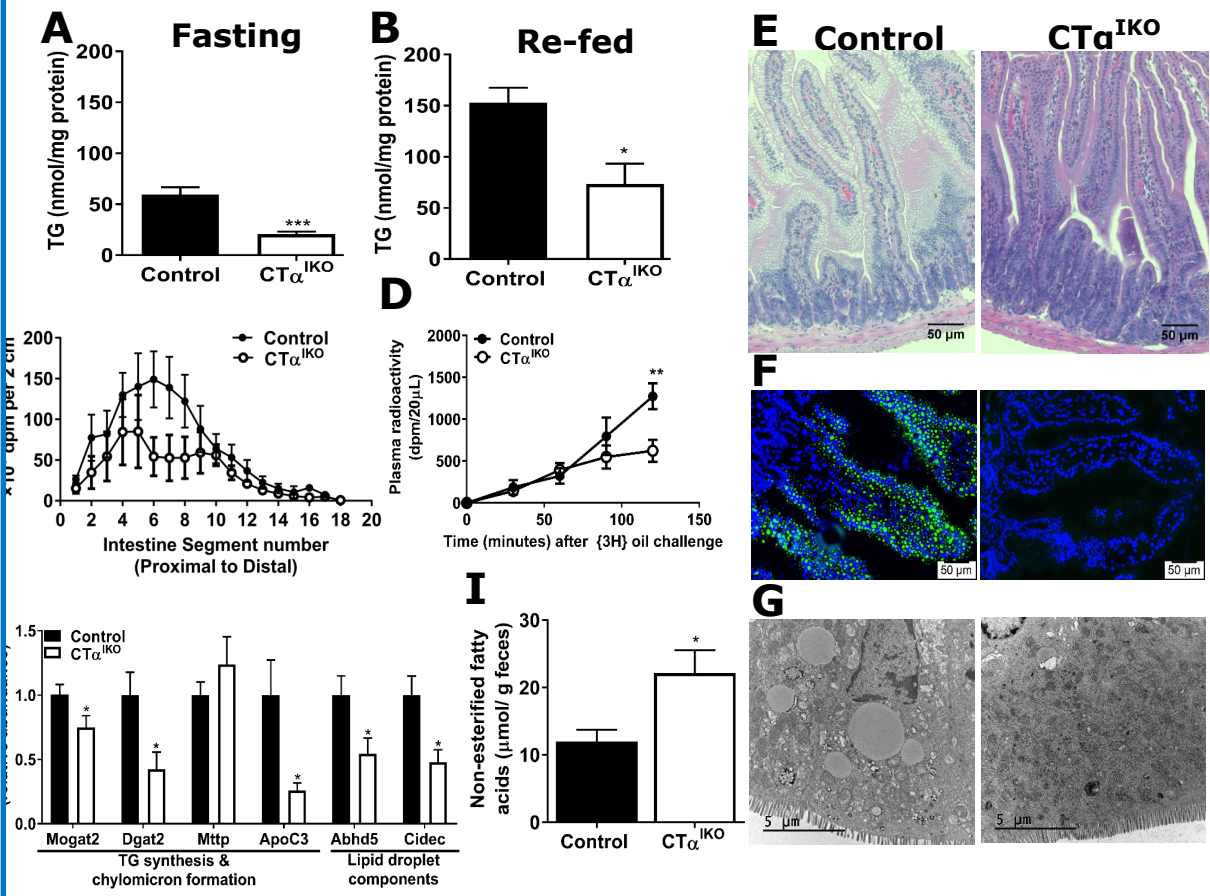 A Fasting
200
150
100
50
0
TG (nmol/mg protein)
***
Control CTα^IKO
B Re-fed
200
150
100
50
0
TG (nmol/mg protein)
*
Control CTα^IKO
200
150
100
50
0
dpm per 2 cm
Control
CTα^IKO
0 2 4 6 8 10 12 14 16 18 20
Intestine Segment number
(Proximal to Distal)
D
2000
1500
1000
500
0
Plasma radioactivity
(dpm/20µL)
Control
CTα^IKO
**
0 50 100 150
Time (minutes) after {3H} oil challenge
E Control CTα^IKO
50 µm
50 µm
F
50 µm
50 µm
G
5 µm
5 µm
1.5
1.0
0.5
0.0
Control
CTα^IKO
* * * * *
Mogat2 Dgat2 Mttp ApoC3 Abhd5 Cidec
TG synthesis &
chylomicron formation
Lipid droplet
components
I
30
20
10
0
Non-esterified fatty
acids (µmol/ g feces)
*
Control CTα^IKO